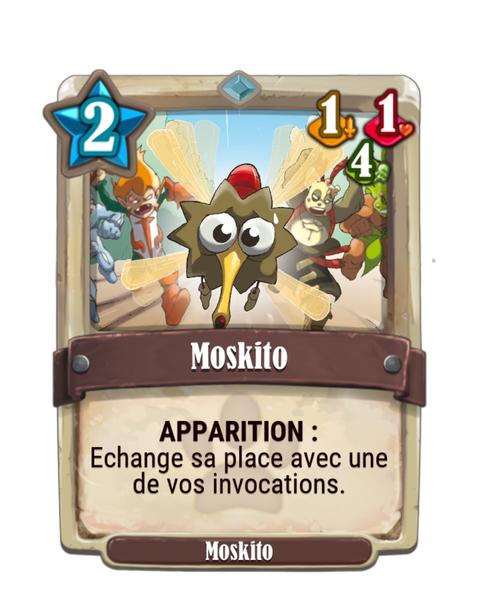 2
1
1
4
Moskito
APPARITION :
Echange sa place avec une
de vos invocations.
Moskito